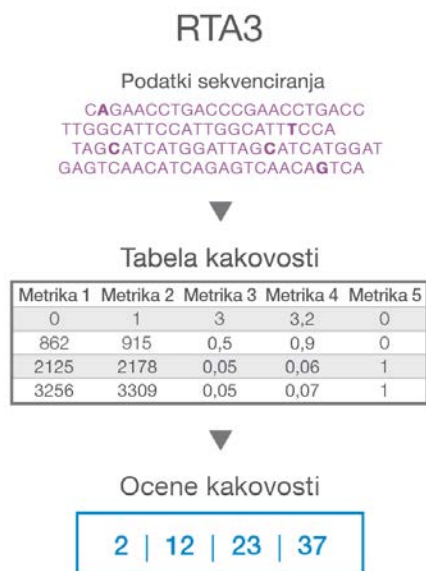 RTA3
Podatki sekvenciranja
CAGAACCTGACCCGAACCTGACC
TTGGCATTCCATTGGCATTTCCA
TAGCATCATGGATTAGCATCATGGAT
GAGTCAACATCAGAGTCAACAGTCA
Tabela kakovosti
Metrika 1 Metrika 2 Metrika 3 Metrika 4 Metrika 5
0 1 3 3,2 0
862 915 0,5 0,9 0
2125 2178 0,05 0,06 1
3256 3309 0,05 0,07 1
Ocene kakovosti
2 | 12 | 23 | 37